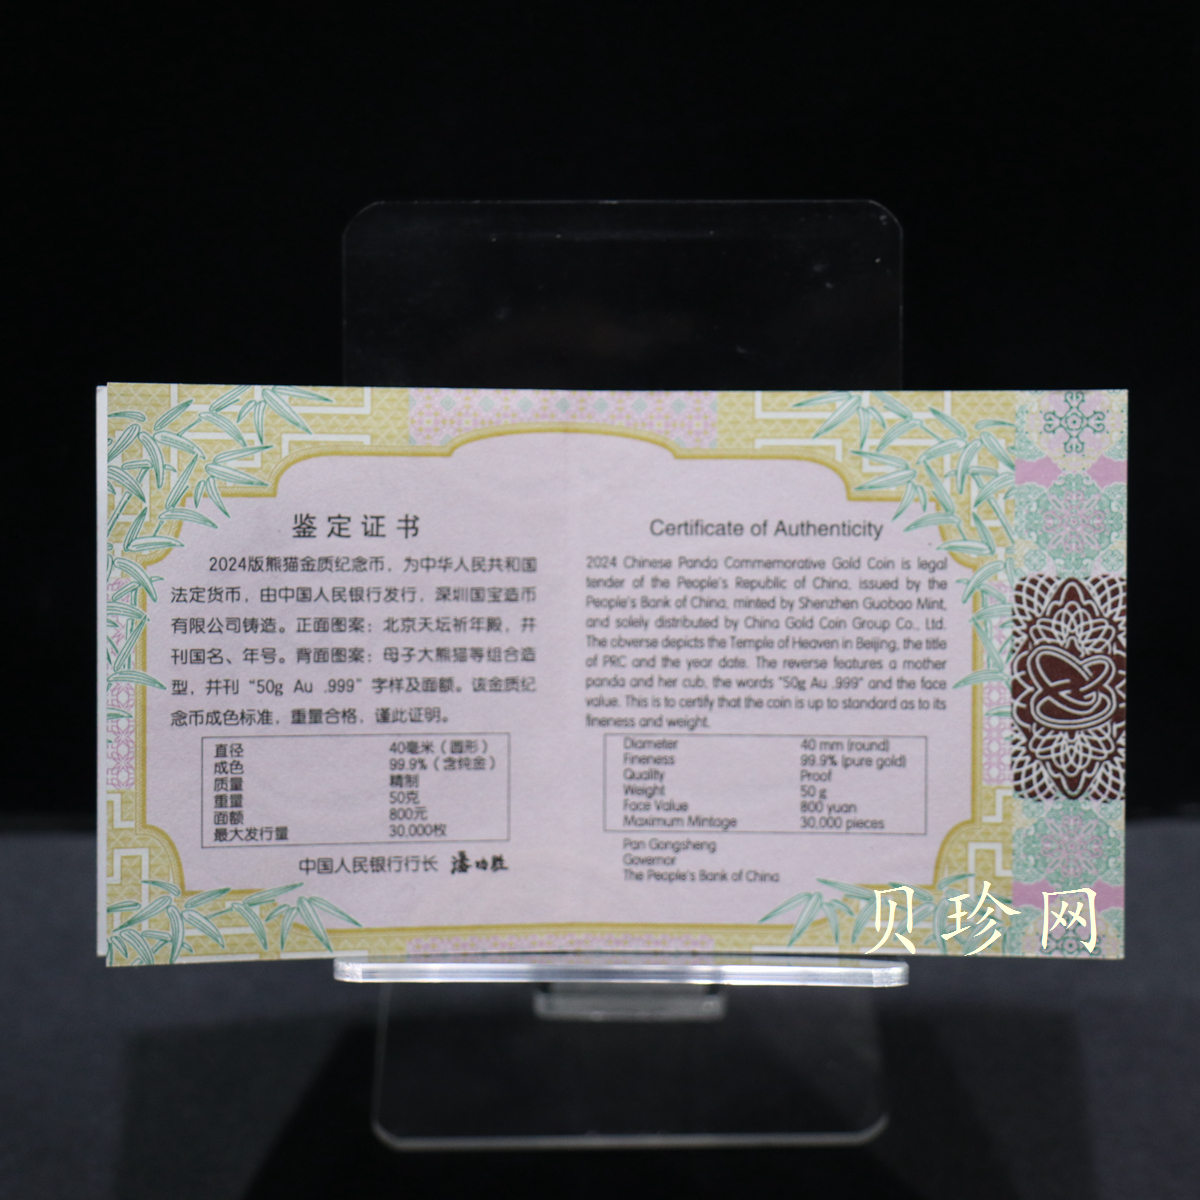 鉴定证书
2024版熊猫金质纪念币，为中华人民共和国
法定货币，由中国人民银行发行，深圳国宝造币
有限公司铸造。正面图案：北京天坛祈年殿，并
刊国名、年号。背面图案：母子大熊猫等组合造
型，并刊“50g Au .999”字样及面额。该金质纪
念币成色标准，重量合格，谨此证明。
直径 40毫米（圆形）
成色 99.9%（含纯金）
质量 精制
重量 50克
面额 800元
最大发行量 30,000枚
中国人民银行行长 潘功胜
Certificate of Authenticity
2024 Chinese Panda Commemorative Gold Coin is legal
tender of the People's Republic of China, issued by the
People's Bank of China, minted by Shenzhen Guobao Mint,
and solely distributed by China Gold Coin Group Co., Ltd.
The obverse depicts the Temple of Heaven in Beijing, the title
of PRC and the year date. The reverse features a mother
panda and her cub, the words "50g Au .999" and the face
value. This is to certify that the coin is up to standard as to its
fineness and weight.
Diameter 40 mm (round)
Fineness 99.9% (pure gold)
Quality Proof
Weight 50 g
Face Value 800 yuan
Maximum Mintage 30,000 pieces
Pan Gongsheng
Governor
The People's Bank of China
贝珍网